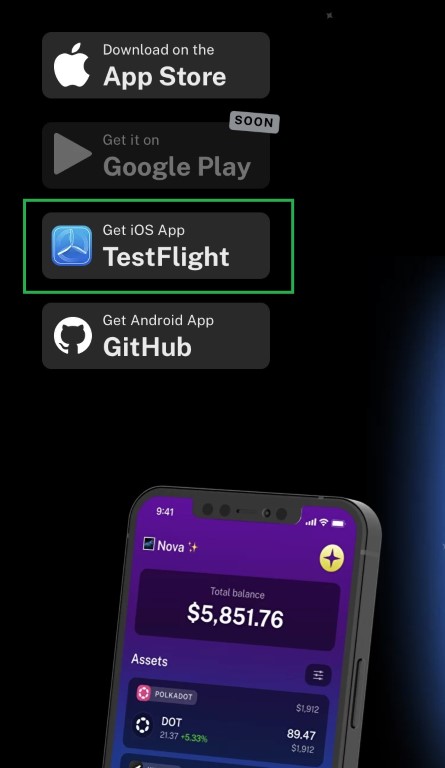 Download on the
App Store
SOON
Get it on
Google Play
Get iOS App
TestFlight
Get Android App
GitHub
9:41
Nova ✨
Total balance
$5,851.76
Assets
POLKADOT
$1,912
DOT
89.47
21.37 +5.33%
$1,912